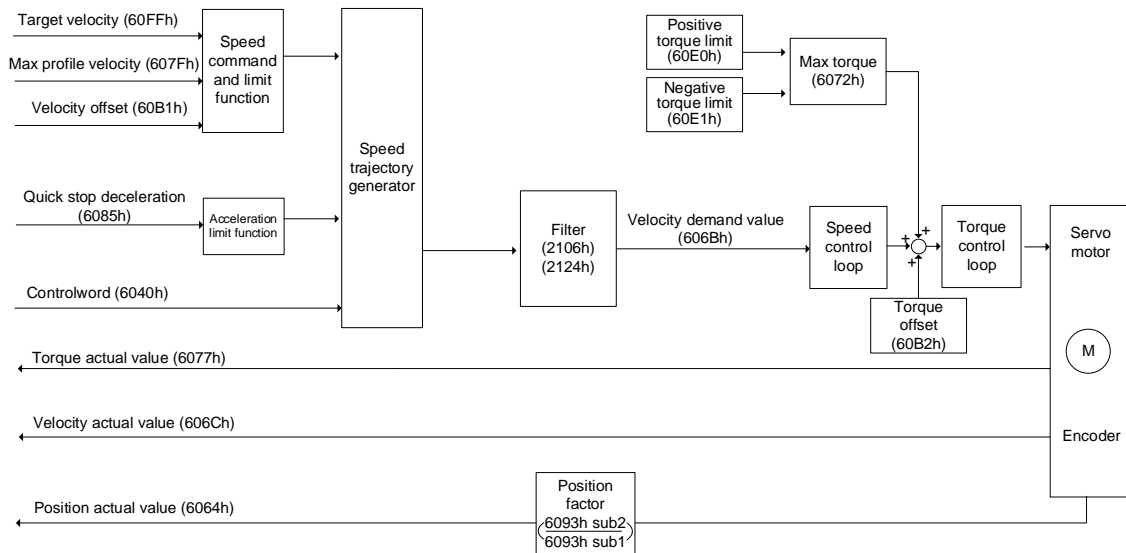 Target velocity (60FFh)
Max profile velocity (607Fh)
Velocity offset (60B1h)
Speed
command
and limit
function
Quick stop deceleration
(6085h)
Acceleration
limit function
Controlword (6040h)
Speed
trajectory
generator
Filter
(2106h)
(2124h)
Velocity demand value
(606Bh)
Positive
torque limit
(60E0h)
Negative
torque limit
(60E1h)
Max torque
(6072h)
Speed
control
loop
+
+
+
Torque
offset
(60B2h)
Torque
control
loop
Servo
motor
M
Encoder
Torque actual value (6077h)
Velocity actual value (606Ch)
Position actual value (6064h)
Position
factor
(6093h sub2
6093h sub1)